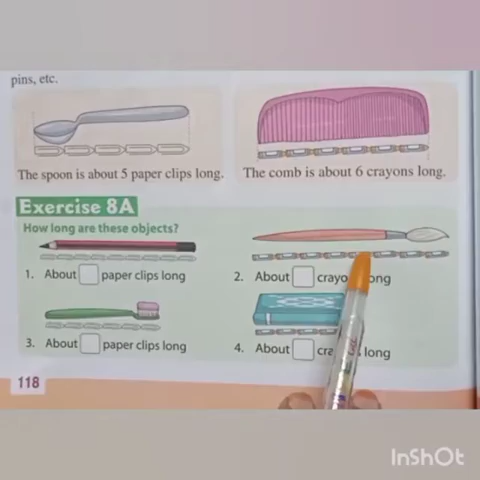 pins, etc.
The spoon is about 5 paper clips long.
The comb is about 6 crayons long.
Exercise 8A
How long are these objects?
1. About paper clips long
2. About crayo ong
3. About paper clips long
4. About cra long
118
InShOt